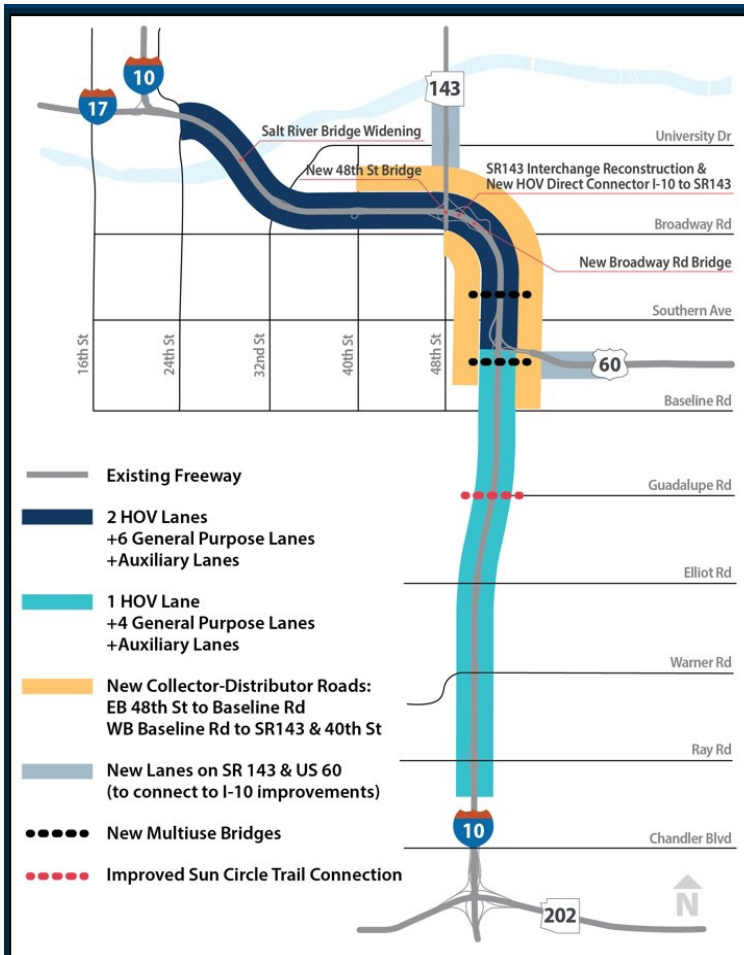 10
17
143
Salt River Bridge Widening
University Dr
New 48th St Bridge
SR143 Interchange Reconstruction &
New HOV Direct Connector I-10 to SR143
Broadway Rd
New Broadway Rd Bridge
Southern Ave
16th St
24th St
32nd St
40th St
48th St
60
Baseline Rd
Existing Freeway
Guadalupe Rd
2 HOV Lanes
+6 General Purpose Lanes
+Auxiliary Lanes
Elliot Rd
1 HOV Lane
+4 General Purpose Lanes
+Auxiliary Lanes
Warner Rd
New Collector-Distributor Roads:
EB 48th St to Baseline Rd
WB Baseline Rd to SR143 & 40th St
Ray Rd
New Lanes on SR 143 & US 60
(to connect to I-10 improvements)
10
New Multiuse Bridges
Chandler Blvd
Improved Sun Circle Trail Connection
N
202